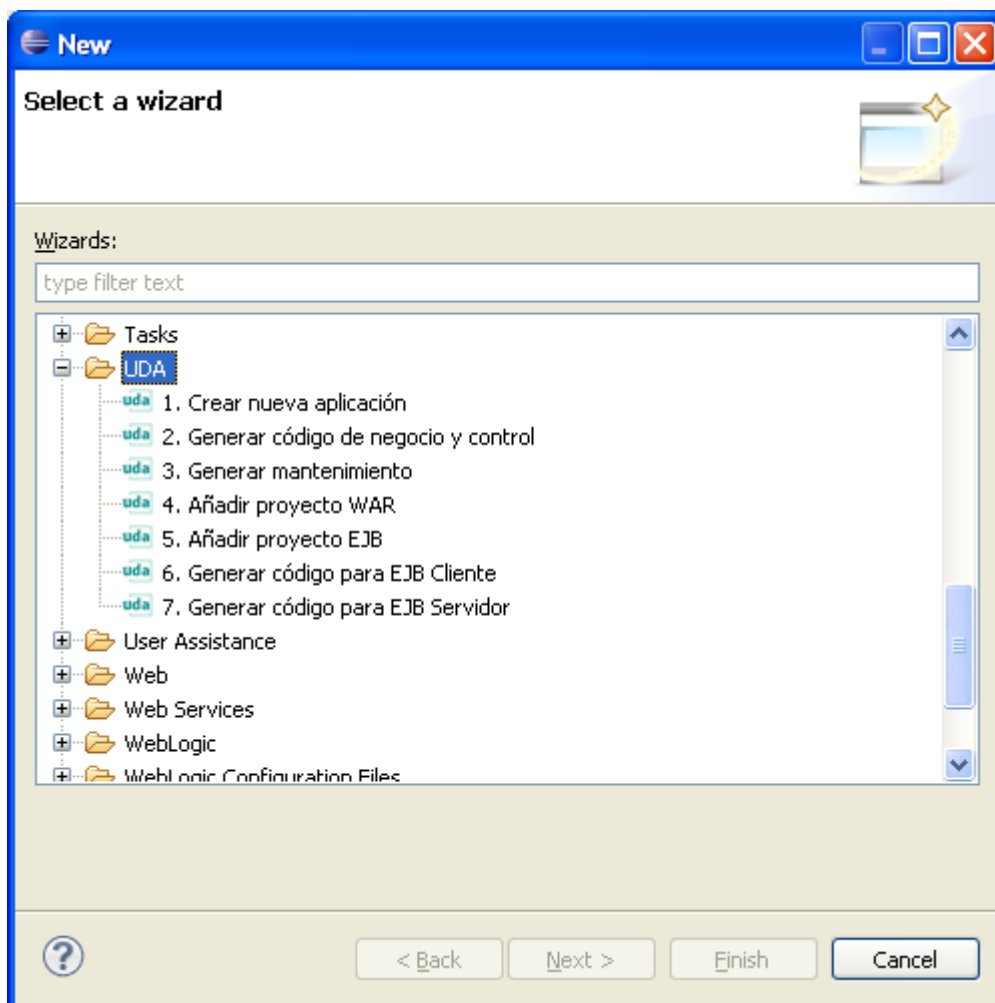 New
Select a wizard
Wizards:
type filter text
Tasks
UDA
uda 1. Crear nueva aplicación
uda 2. Generar código de negocio y control
uda 3. Generar mantenimiento
uda 4. Añadir proyecto WAR
uda 5. Añadir proyecto EJB
uda 6. Generar código para EJB Cliente
uda 7. Generar código para EJB Servidor
User Assistance
Web
Web Services
WebLogic
WebLogic Configuration Files
? < Back Next > Finish Cancel